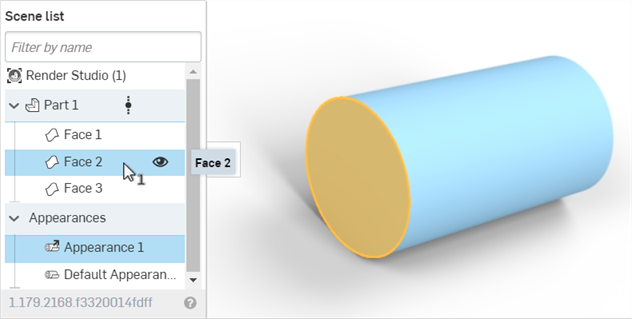 Scene list
Filter by name
Render Studio (1)
Part 1
Face 1
Face 2
1
Face 2
Face 3
Appearances
Appearance 1
Default Appearan...
1.179.2168.f3320014fdff
?